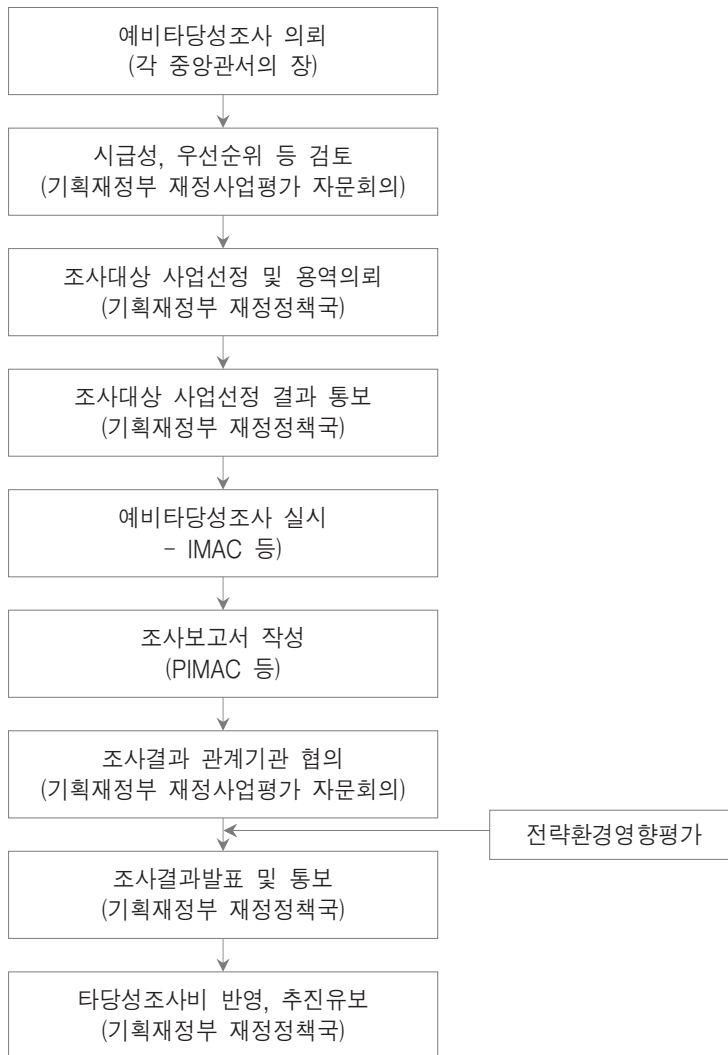 예비타당성조사 의뢰
(각 중앙관서의 장)
시급성, 우선순위 등 검토
(기획재정부 재정사업평가 자문회의)
조사대상 사업선정 및 용역의뢰
(기획재정부 재정정책국)
조사대상 사업선정 결과 통보
(기획재정부 재정정책국)
예비타당성조사 실시
- IMAC 등)
조사보고서 작성
(PIMAC 등)
조사결과 관계기관 협의
(기획재정부 재정사업평가 자문회의)
전략환경영향평가
조사결과발표 및 통보
(기획재정부 재정정책국)
타당성조사비 반영, 추진유보
(기획재정부 재정정책국)